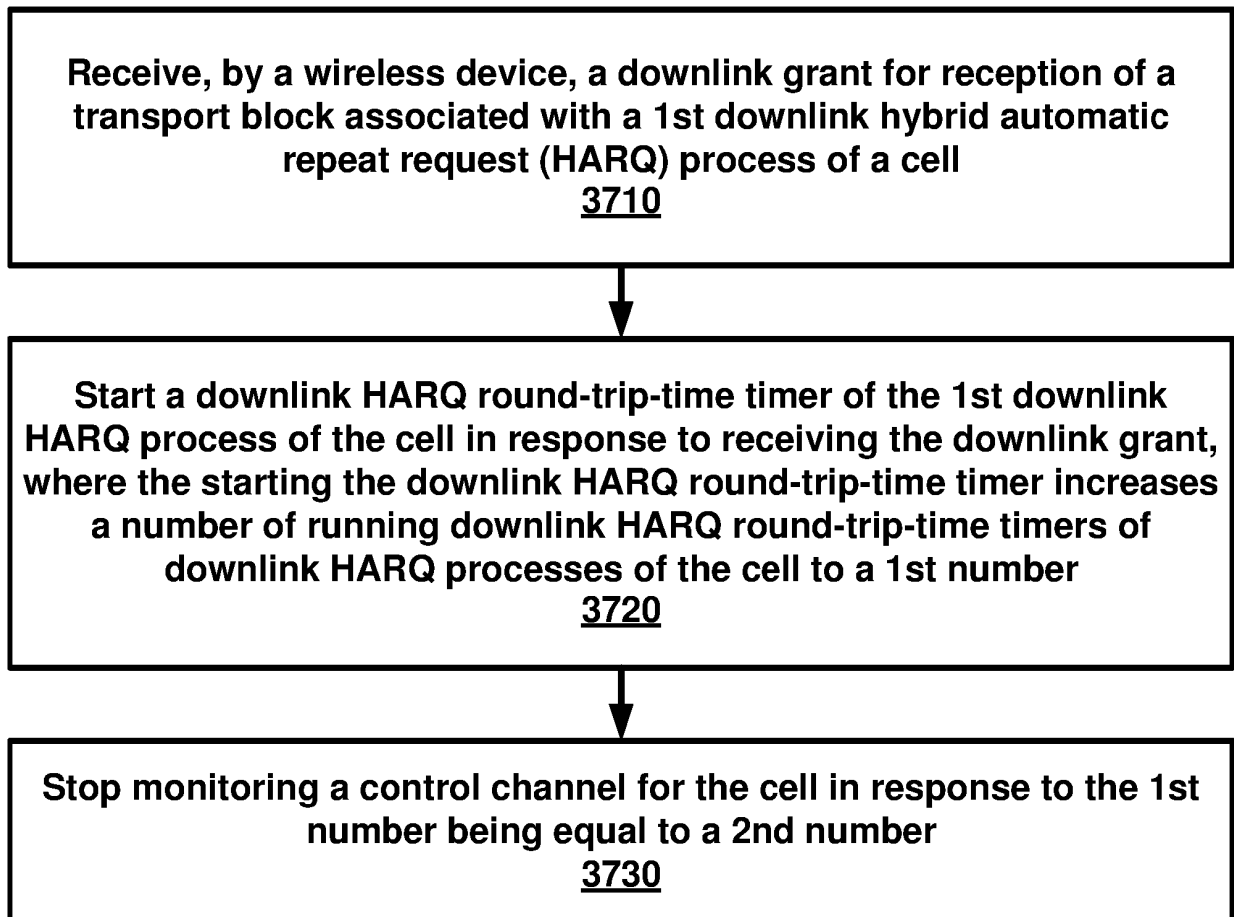 Receive, by a wireless device, a downlink grant for reception of a
transport block associated with a 1st downlink hybrid automatic
repeat request (HARQ) process of a cell
3710
Start a downlink HARQ round-trip-time timer of the 1st downlink
HARQ process of the cell in response to receiving the downlink grant,
where the starting the downlink HARQ round-trip-time timer increases
a number of running downlink HARQ round-trip-time timers of
downlink HARQ processes of the cell to a 1st number
3720
Stop monitoring a control channel for the cell in response to the 1st
number being equal to a 2nd number
3730